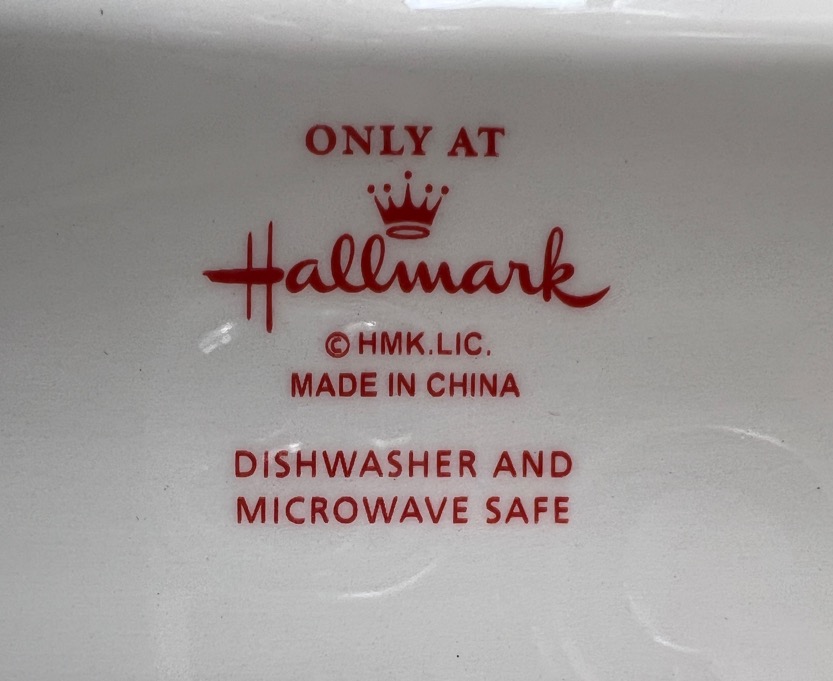 ONLY AT
Hallmark
© HMK.LIC.
MADE IN CHINA
DISHWASHER AND
MICROWAVE SAFE